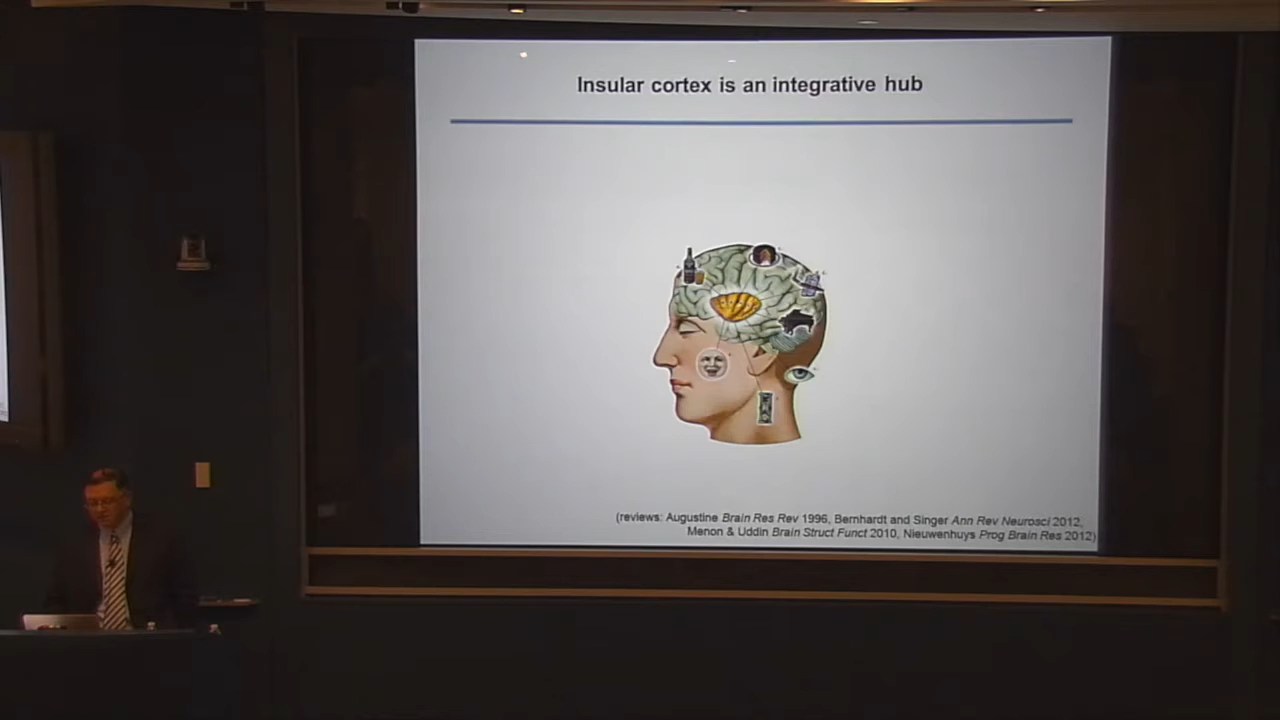 Insular cortex is an integrative hub
(reviews: Augustine Brain Res Rev 1996, Bernhardt and Singer Ann Rev Neurosci 2012,
Menon & Uddin Brain Struct Funct 2010, Nieuwenhuys Prog Brain Res 2012)